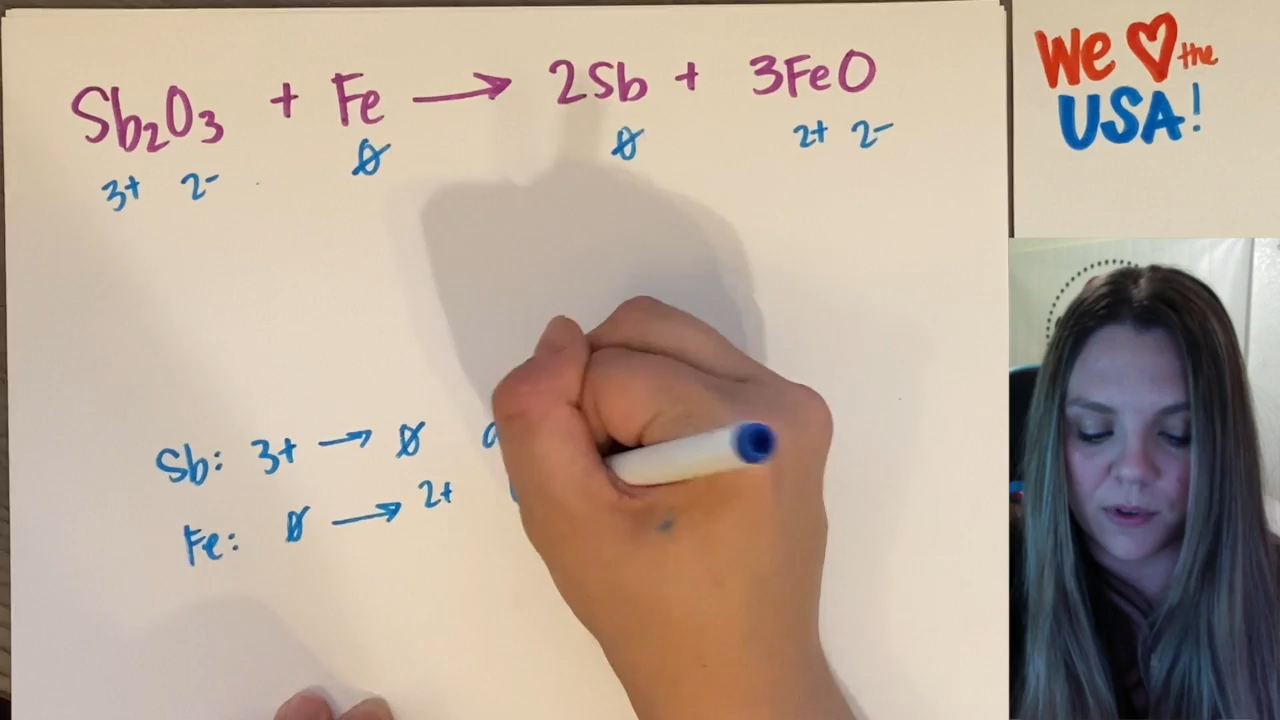 Sb₂O₃ + Fe → 2Sb + 3FeO
3+ 2- 0 0 2+ 2-
Sb: 3+ → 0
Fe: 0 → 2+
We ♡ the
USA!